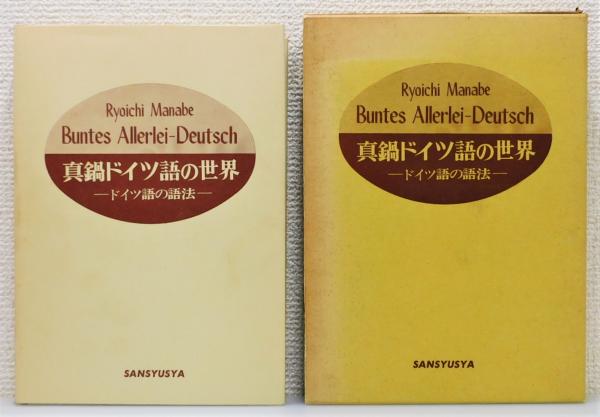 Ryoichi Manabe
Buntes Allerlei-Deutsch
真鍋ドイツ語の世界
—ドイツ語の語法—
SANSYUSYA
Ryoichi Manabe
Buntes Allerlei-Deutsch
真鍋ドイツ語の世界
—ドイツ語の語法—
SANSYUSYA